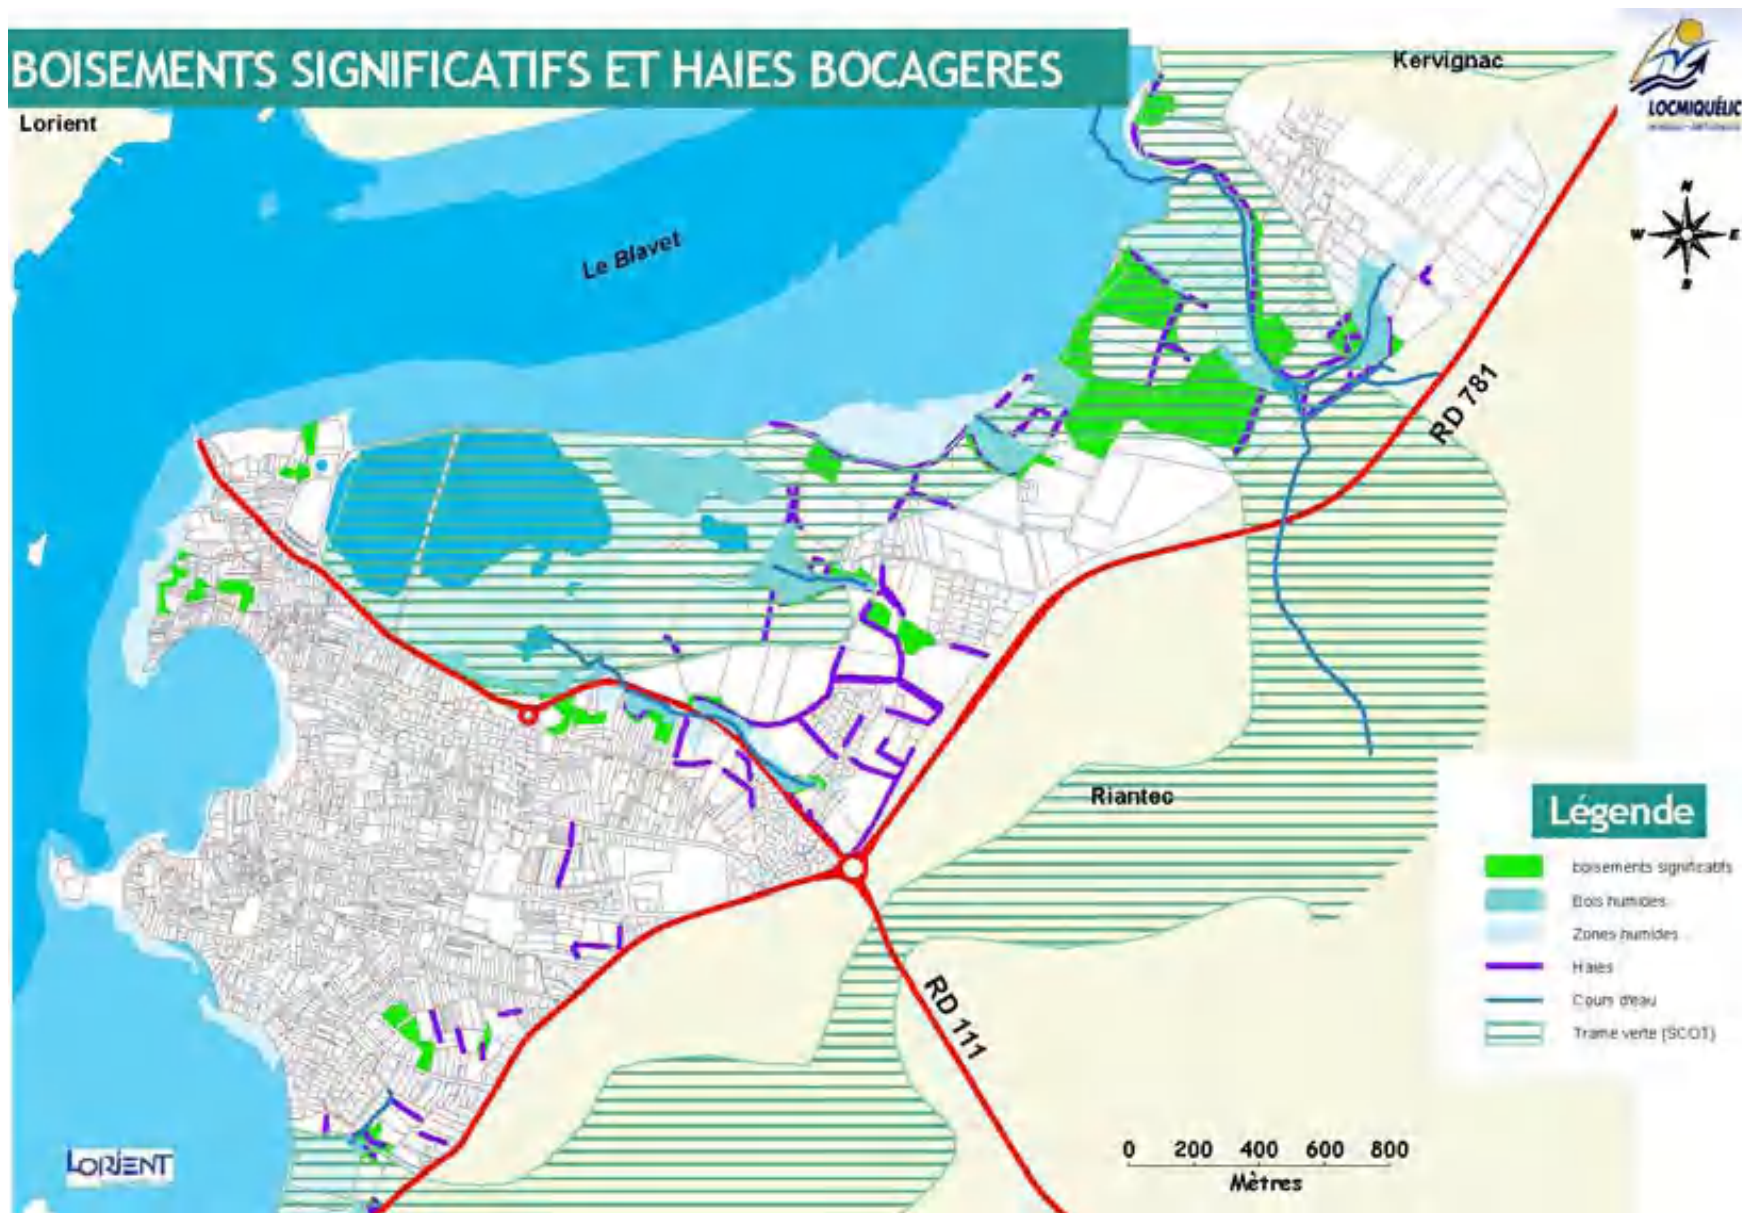 BOISEMENTS SIGNIFICATIFS ET HAIES BOCAGERES
Kervignac
LOCMIQUÉLIC
Lorient
N
W
E
S
Le Blavet
RD 781
Riantec
Légende
boisements significatifs
Bois humides
Zones humides
Haies
Cours d'eau
Trame verte (SCOT)
RD 111
0 200 400 600 800
Mètres
LORIENT